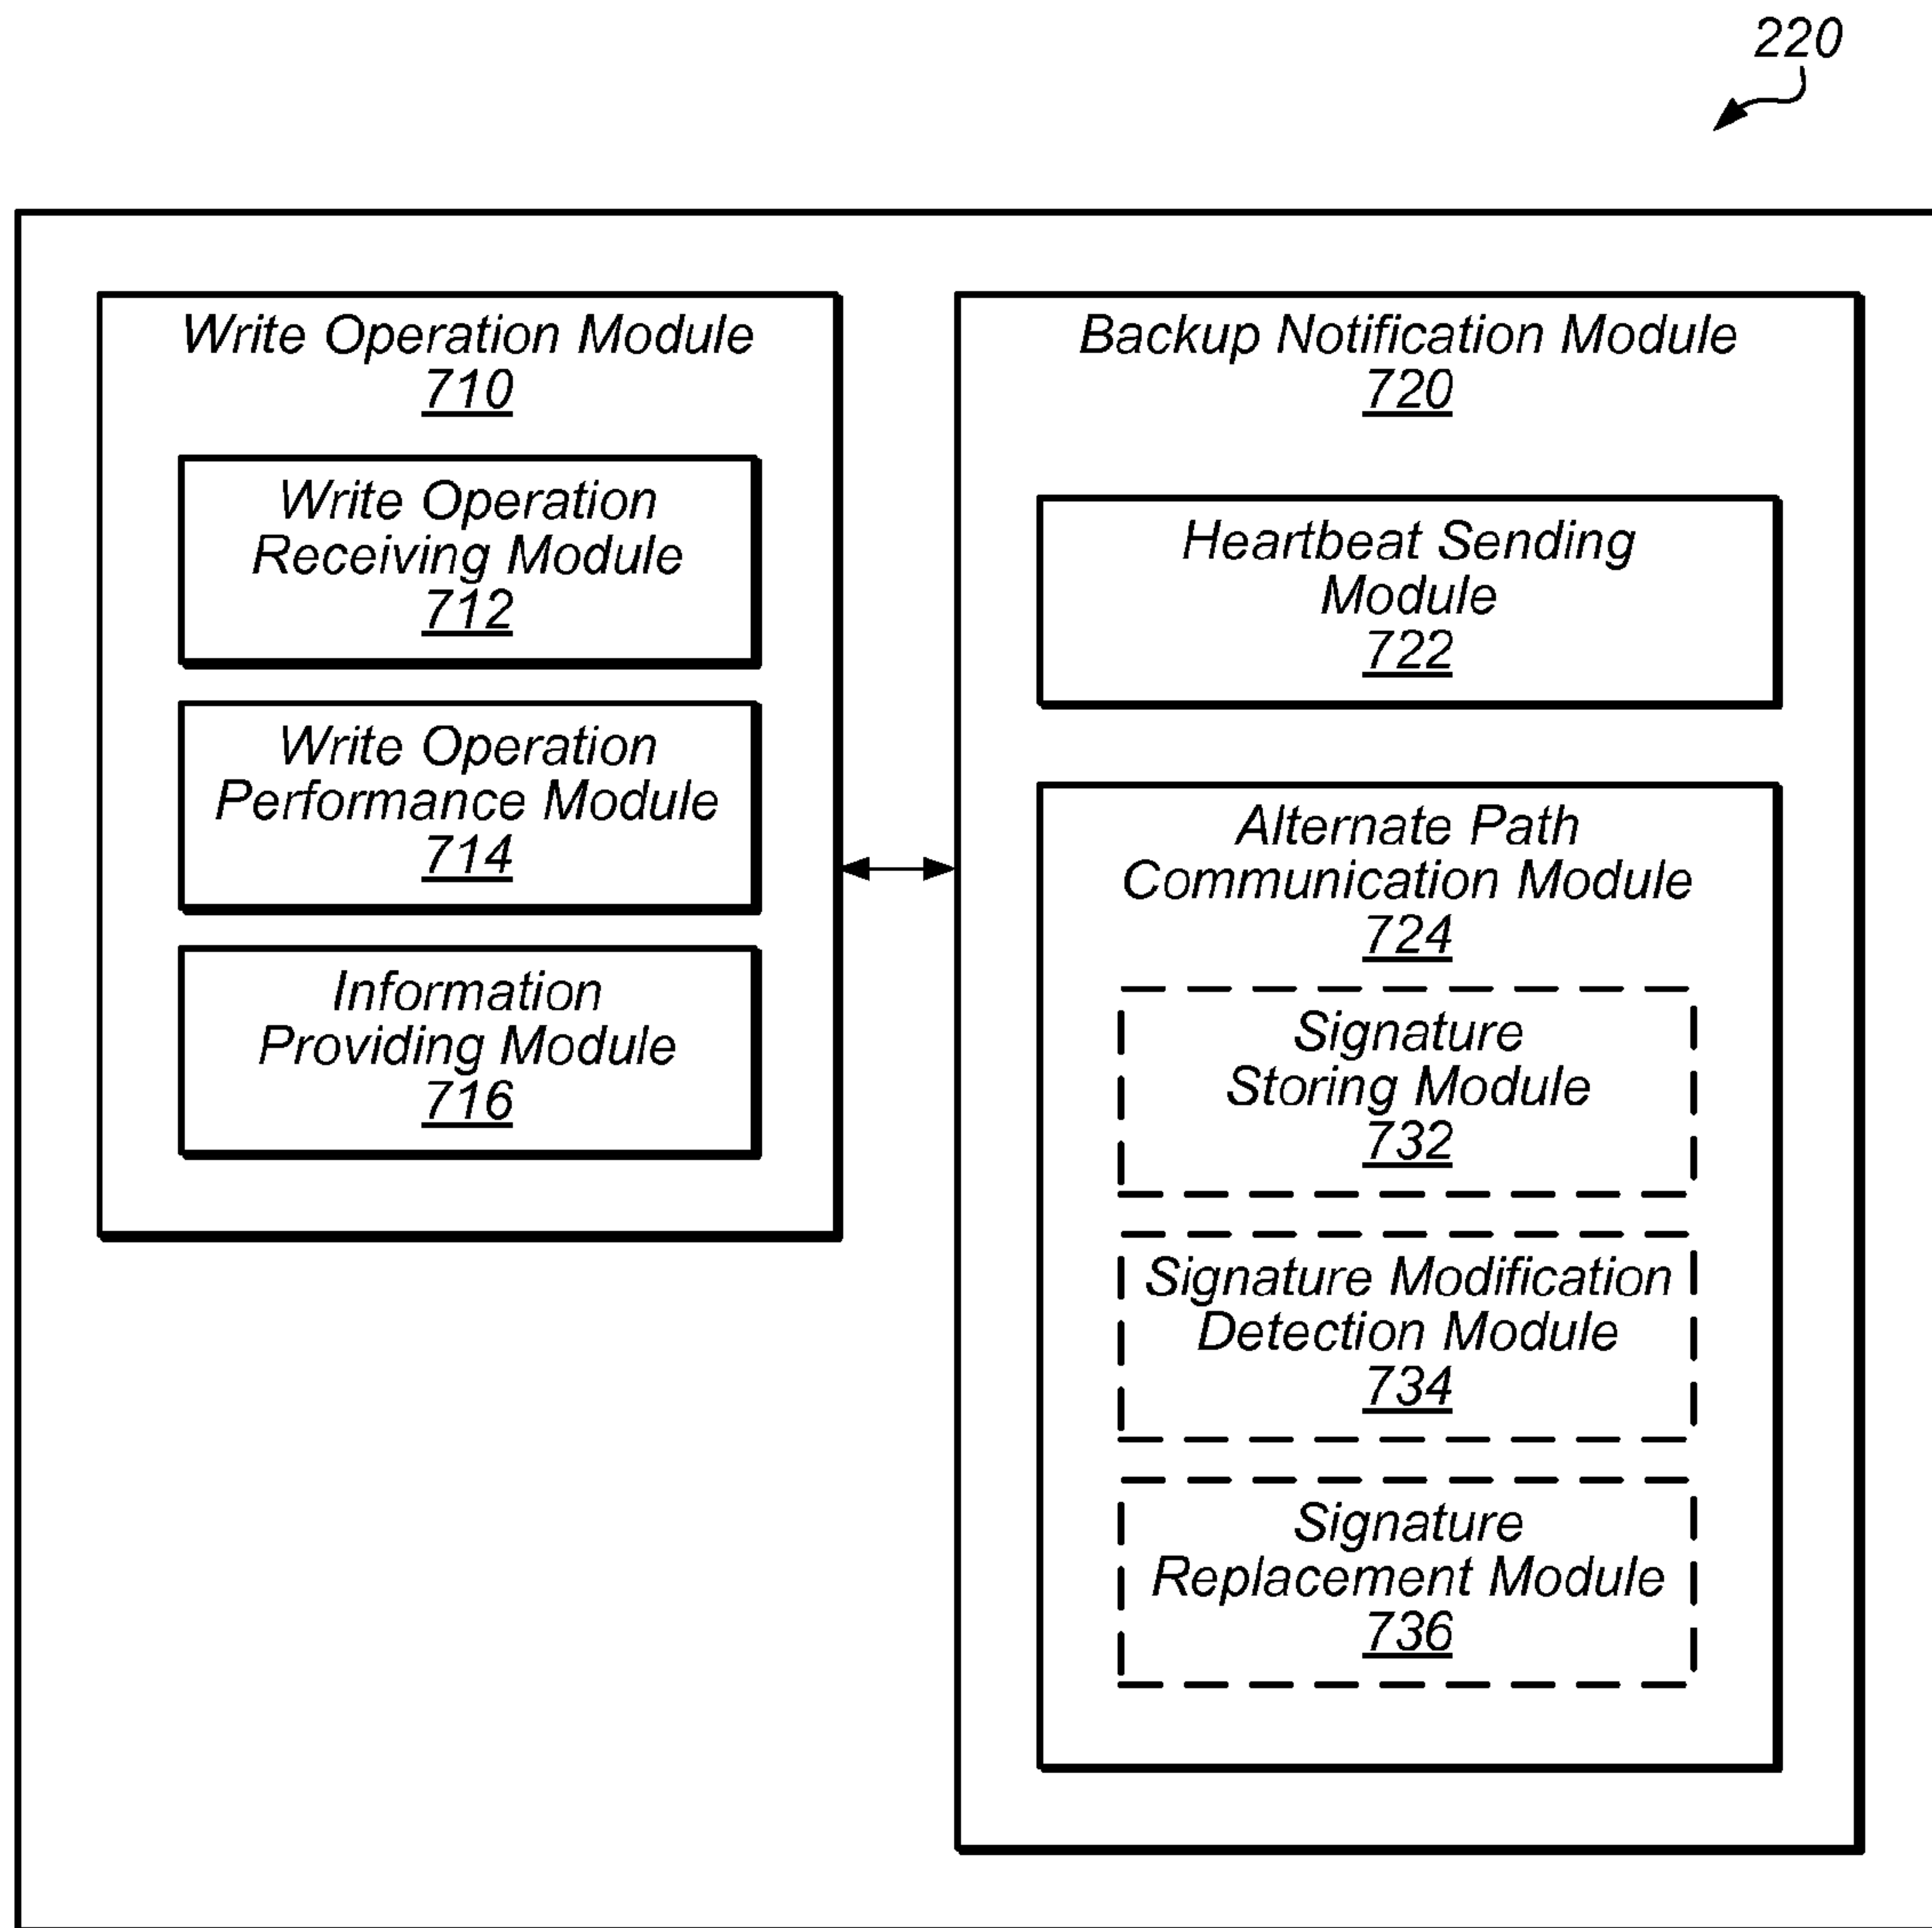 220
Write Operation Module
710
Write Operation
Receiving Module
712
Write Operation
Performance Module
714
Information
Providing Module
716
Backup Notification Module
720
Heartbeat Sending
Module
722
Alternate Path
Communication Module
724
Signature
Storing Module
732
Signature Modification
Detection Module
734
Signature
Replacement Module
736